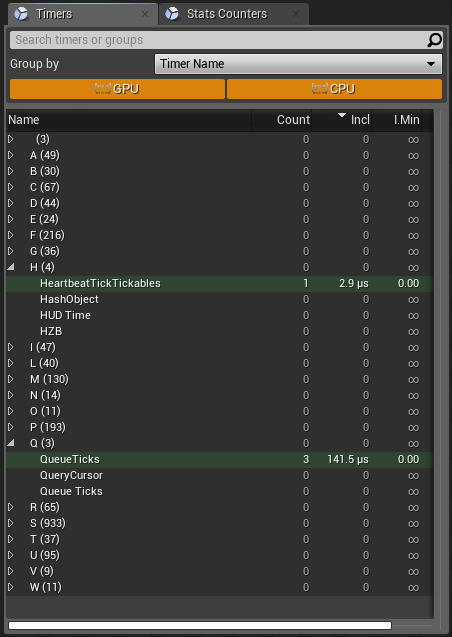 Timers × Stats Counters ×
Search timers or groups
Group by Timer Name
GPU CPU
Name Count Incl I.Min
(3) 0 0 ∞
A (49) 0 0 ∞
B (30) 0 0 ∞
C (67) 0 0 ∞
D (44) 0 0 ∞
E (24) 0 0 ∞
F (216) 0 0 ∞
G (36) 0 0 ∞
H (4) 0 0 ∞
HeartbeatTickTickables 1 2.9 µs 0.00
HashObject 0 0 ∞
HUD Time 0 0 ∞
HZB 0 0 ∞
I (47) 0 0 ∞
L (40) 0 0 ∞
M (130) 0 0 ∞
N (14) 0 0 ∞
O (11) 0 0 ∞
P (193) 0 0 ∞
Q (3) 0 0 ∞
QueueTicks 3 141.5 µs 0.00
QueryCursor 0 0 ∞
Queue Ticks 0 0 ∞
R (65) 0 0 ∞
S (933) 0 0 ∞
T (37) 0 0 ∞
U (95) 0 0 ∞
V (9) 0 0 ∞
W (11) 0 0 ∞